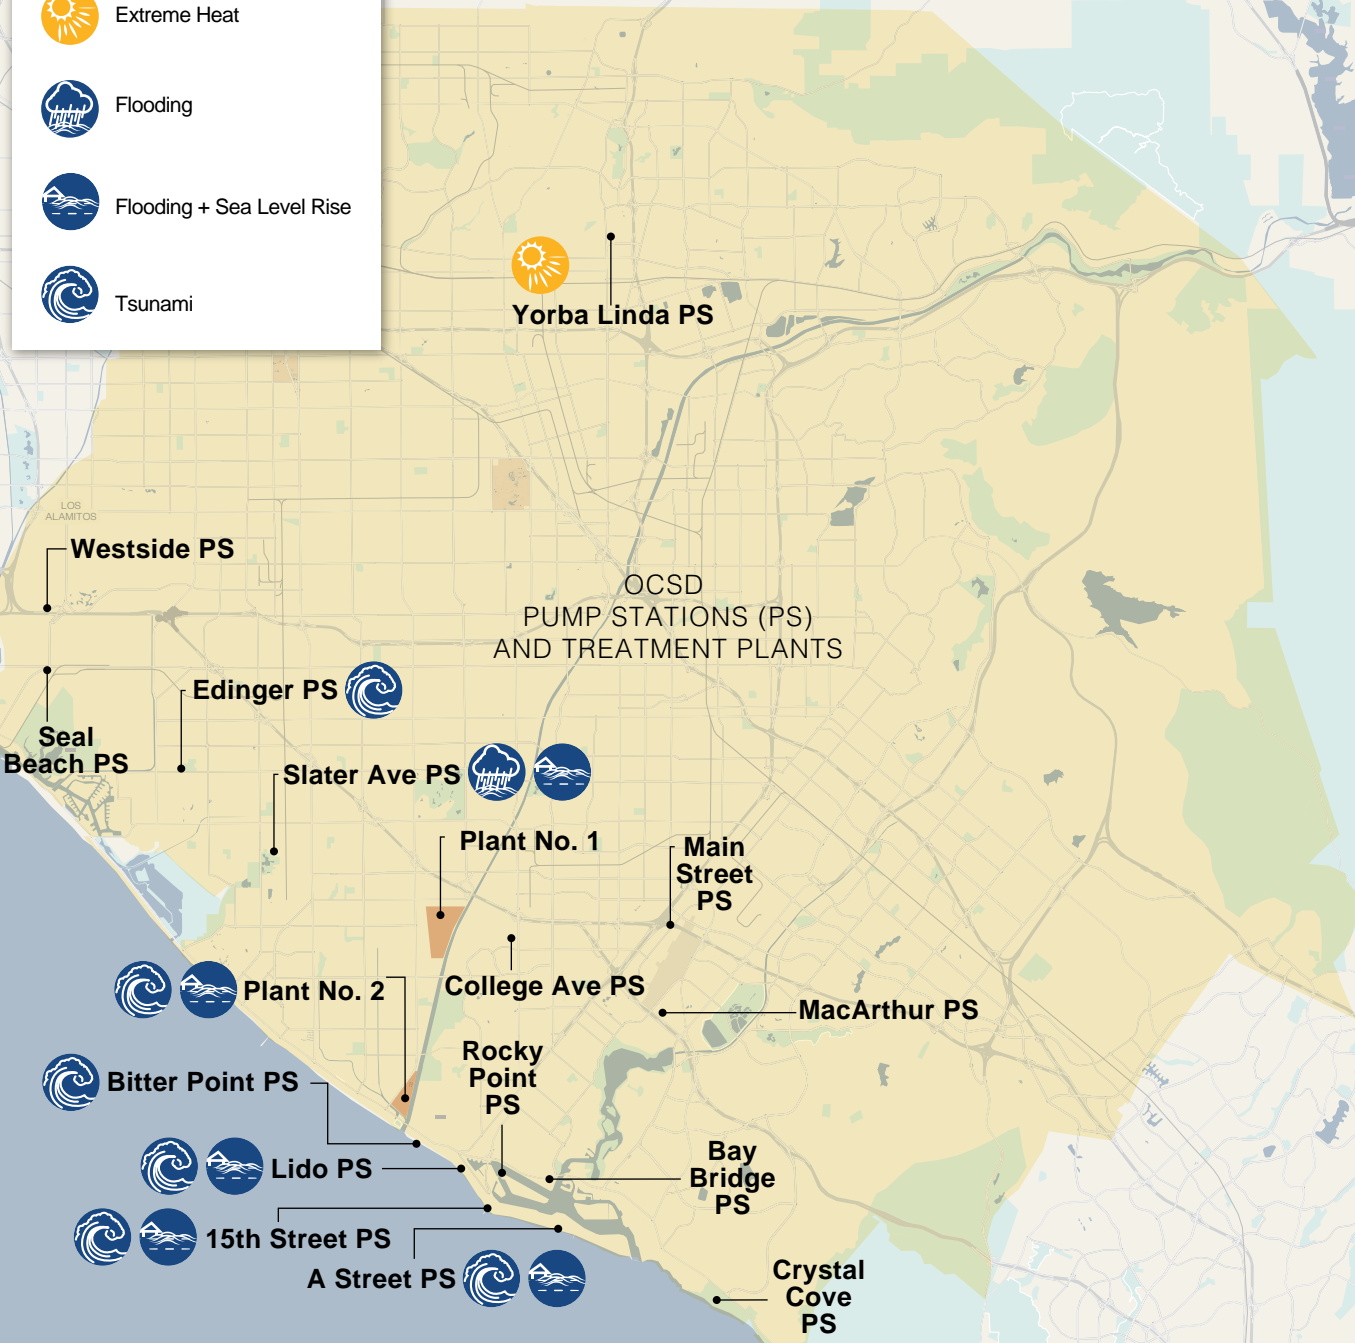 Extreme Heat
Flooding
Flooding + Sea Level Rise
Tsunami
Yorba Linda PS
LOS
ALAMITOS
Westside PS
OCSD
PUMP STATIONS (PS)
AND TREATMENT PLANTS
Edinger PS
Seal
Beach PS
Slater Ave PS
Plant No. 1
Main
Street
PS
Plant No. 2
College Ave PS
MacArthur PS
Rocky
Point
PS
Bitter Point PS
Lido PS
Bay
Bridge
PS
15th Street PS
A Street PS
Crystal
Cove
PS